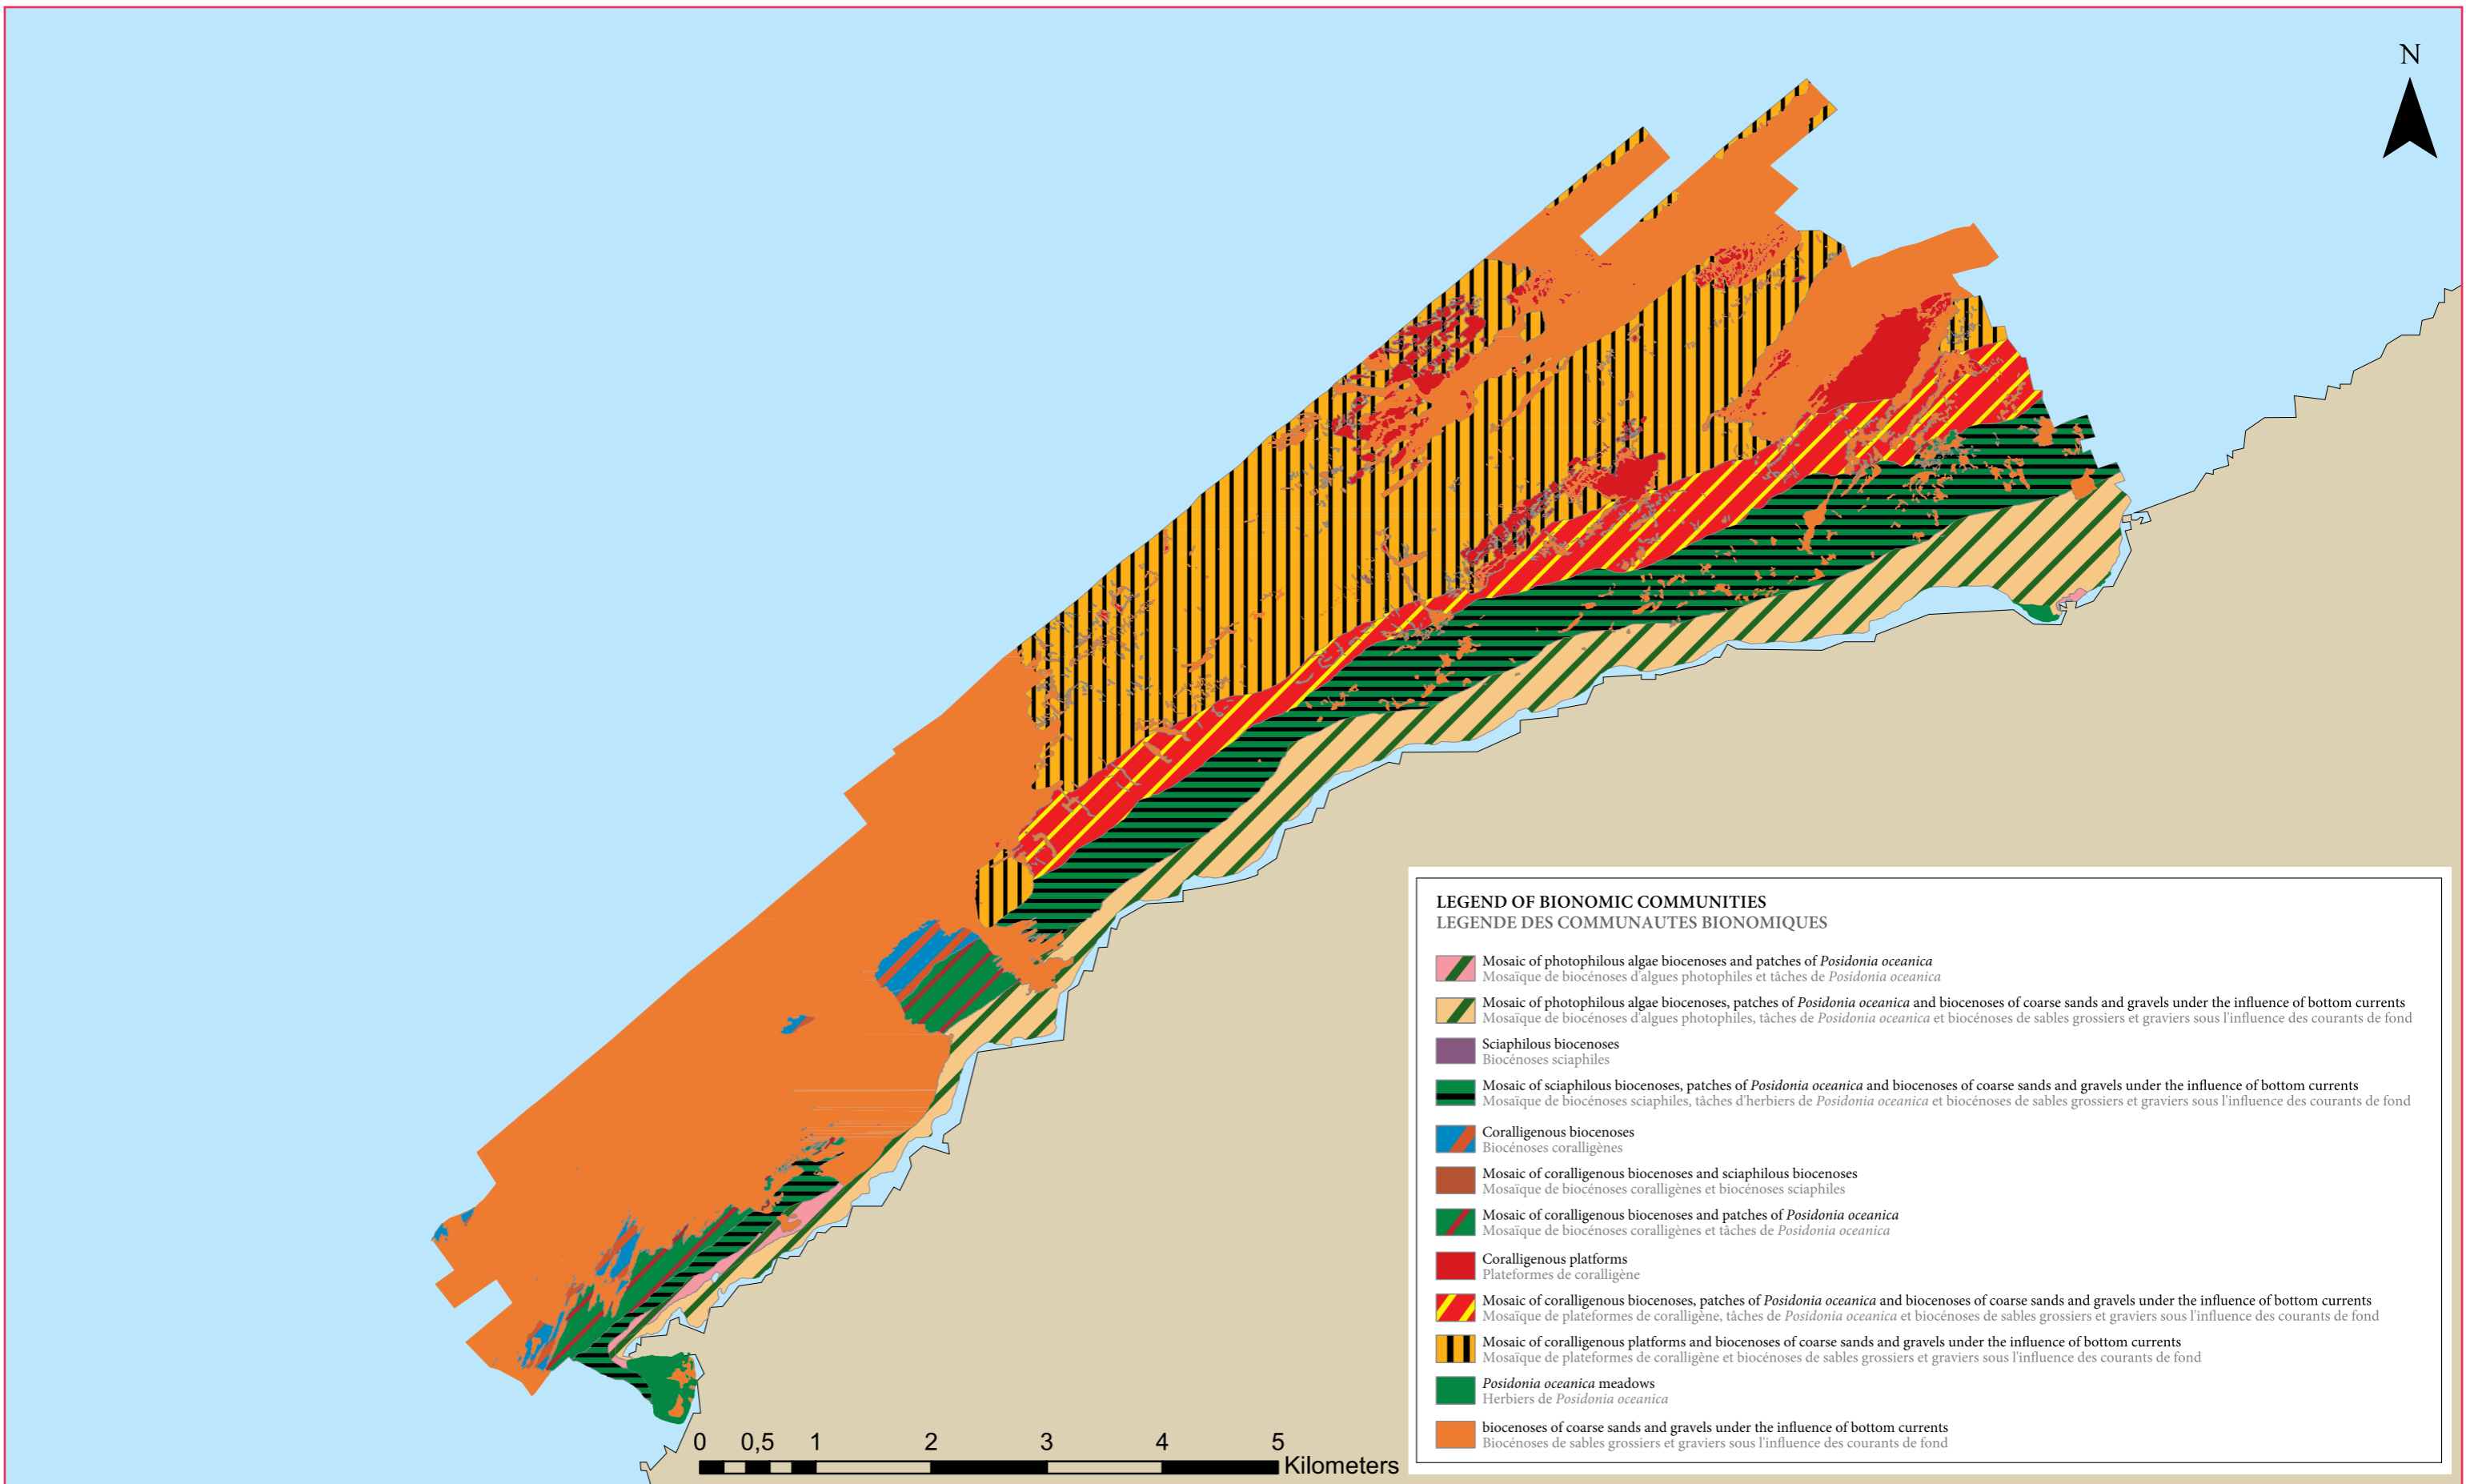 N
LEGEND OF BIONOMIC COMMUNITIES
LEGENDE DES COMMUNAUTES BIONOMIQUES
Mosaic of photophilous algae biocenoses and patches of Posidonia oceanica
Mosaïque de biocénoses d'algues photophiles et tâches de Posidonia oceanica
Mosaic of photophilous algae biocenoses, patches of Posidonia oceanica and biocenoses of coarse sands and gravels under the influence of bottom currents
Mosaïque de biocénoses d'algues photophiles, tâches de Posidonia oceanica et biocénoses de sables grossiers et graviers sous l'influence des courants de fond
Sciaphilous biocenoses
Biocénoses sciaphiles
Mosaic of sciaphilous biocenoses, patches of Posidonia oceanica and biocenoses of coarse sands and gravels under the influence of bottom currents
Mosaïque de biocénoses sciaphiles, tâches d'herbiers de Posidonia oceanica et biocénoses de sables grossiers et graviers sous l'influence des courants de fond
Coralligenous biocenoses
Biocénoses coralligènes
Mosaic of coralligenous biocenoses and sciaphilous biocenoses
Mosaïque de biocénoses coralligènes et biocénoses sciaphiles
Mosaic of coralligenous biocenoses and patches of Posidonia oceanica
Mosaïque de biocénoses coralligènes et tâches de Posidonia oceanica
Coralligenous platforms
Plateformes de coralligène
Mosaic of coralligenous biocenoses, patches of Posidonia oceanica and biocenoses of coarse sands and gravels under the influence of bottom currents
Mosaïque de plateformes de coralligène, tâches de Posidonia oceanica et biocénoses de sables grossiers et graviers sous l'influence des courants de fond
Mosaic of coralligenous platforms and biocenoses of coarse sands and gravels under the influence of bottom currents
Mosaïque de plateformes de coralligène et biocénoses de sables grossiers et graviers sous l'influence des courants de fond
Posidonia oceanica meadows
Herbiers de Posidonia oceanica
biocenoses of coarse sands and gravels under the influence of bottom currents
Biocénoses de sables grossiers et graviers sous l'influence des courants de fond
0 0,5 1 2 3 4 5
Kilometers